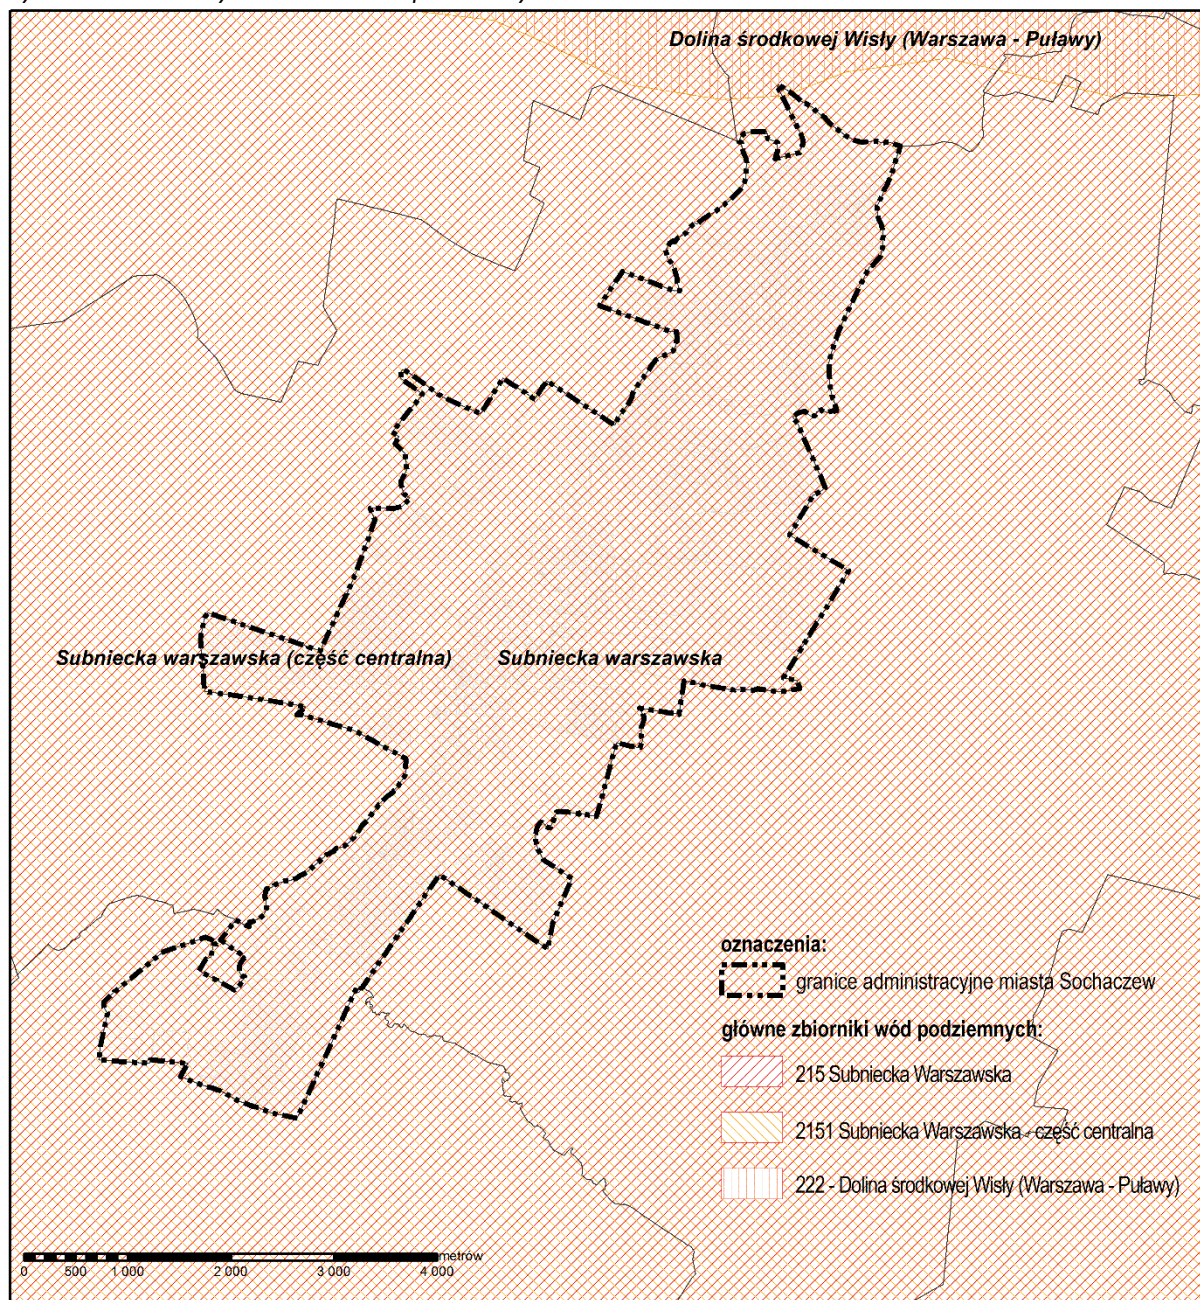 Dolina środkowej Wisły (Warszawa - Puławy)
Subniecka warszawska (część centralna)
Subniecka warszawska
oznaczenia:
granice administracyjne miasta Sochaczew
główne zbiorniki wód podziemnych:
215 Subniecka Warszawska
2151 Subniecka Warszawska - część centralna
222 - Dolina środkowej Wisły (Warszawa - Puławy)
metrów
0 500 1 000 2 000 3 000 4 000